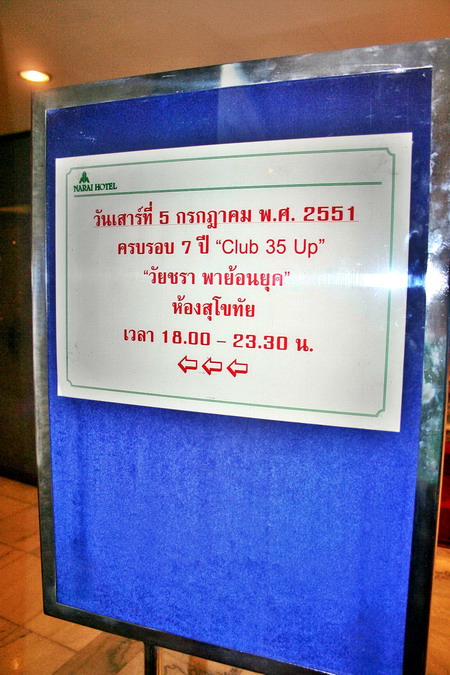 NARAI HOTEL
วันเสาร์ที่ 5 กรกฎาคม พ.ศ. 2551
ครบรอบ 7 ปี “Club 35 Up”
“วัยชรา พาย้อนยุค”
ห้องสุโขทัย
เวลา 18.00 – 23.30 น.